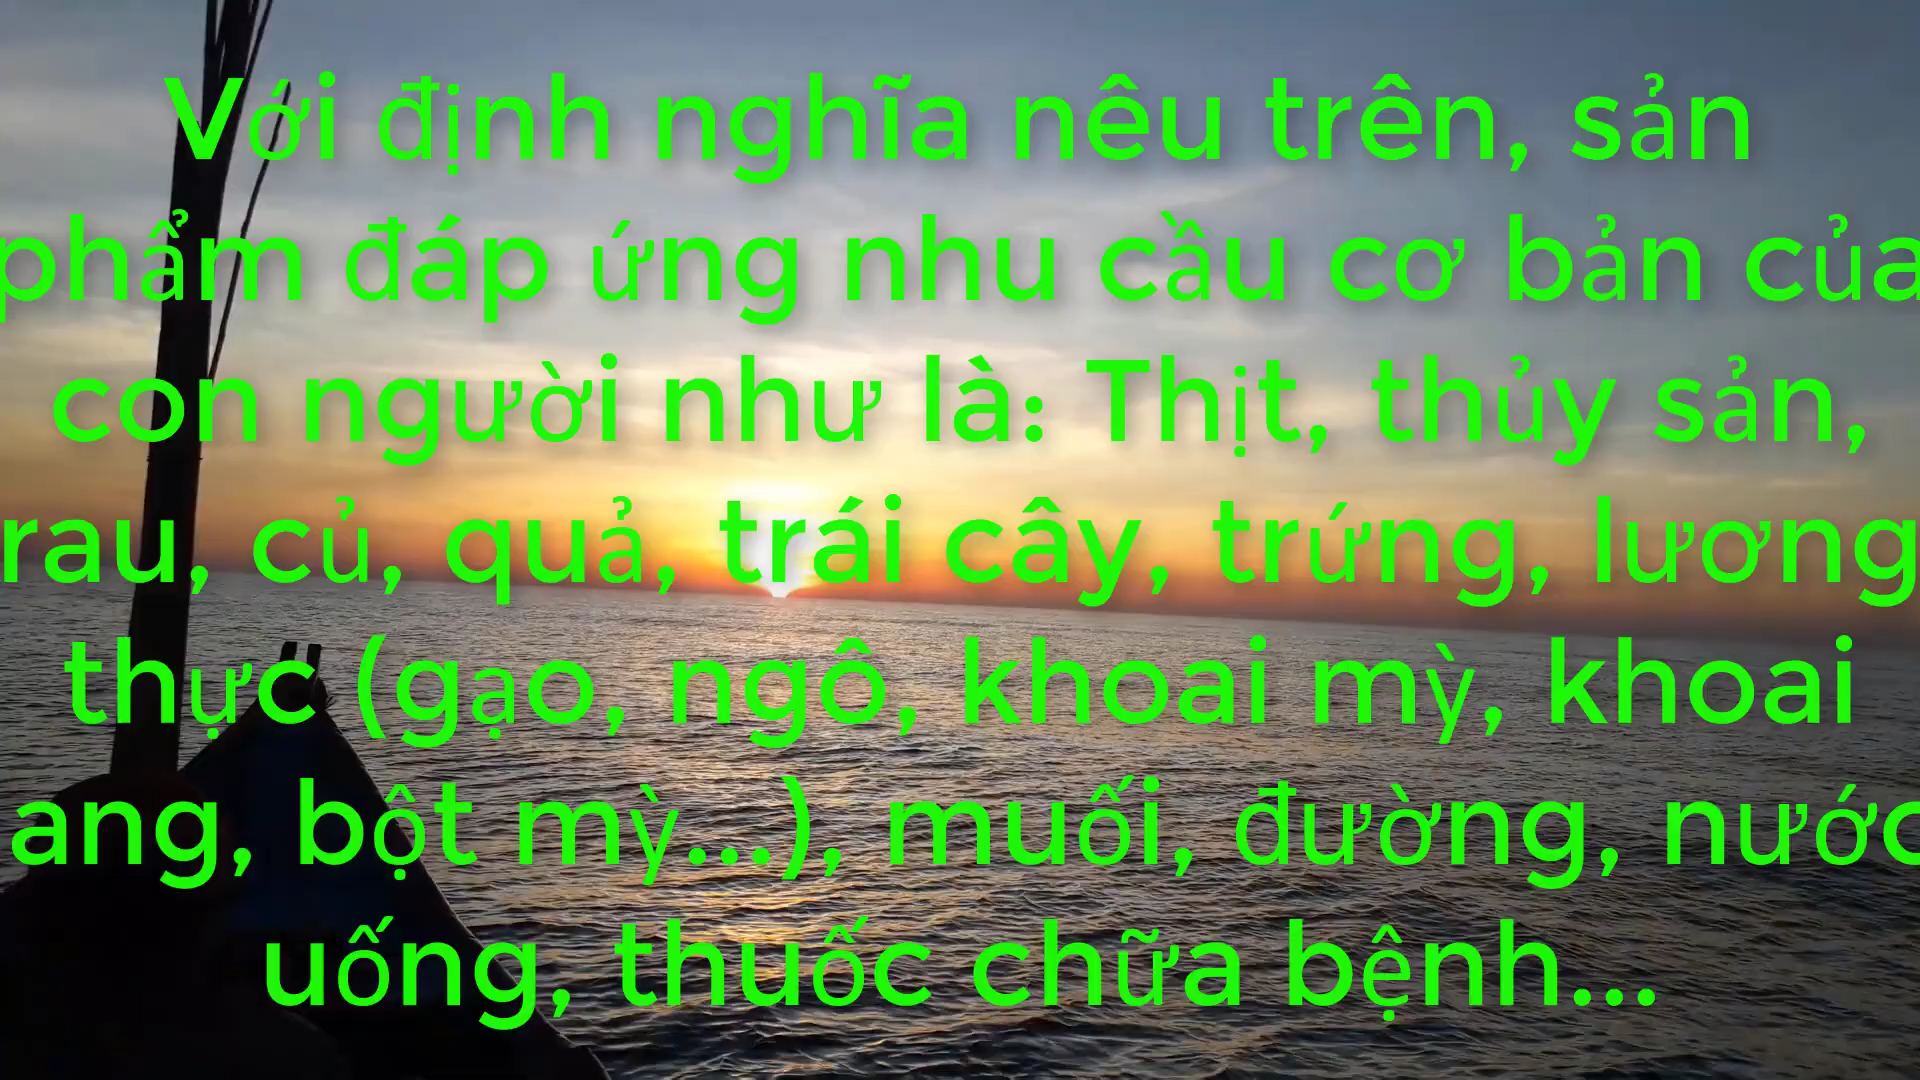 Với định nghĩa nêu trên, sản
phẩm đáp ứng nhu cầu cơ bản của
con người như là: Thịt, thủy sản,
rau, củ, quả, trái cây, trứng, lương
thực (gạo, ngô, khoai mỳ, khoai
ang, bột mỳ...), muối, đường, nước
uống, thuốc chữa bệnh...